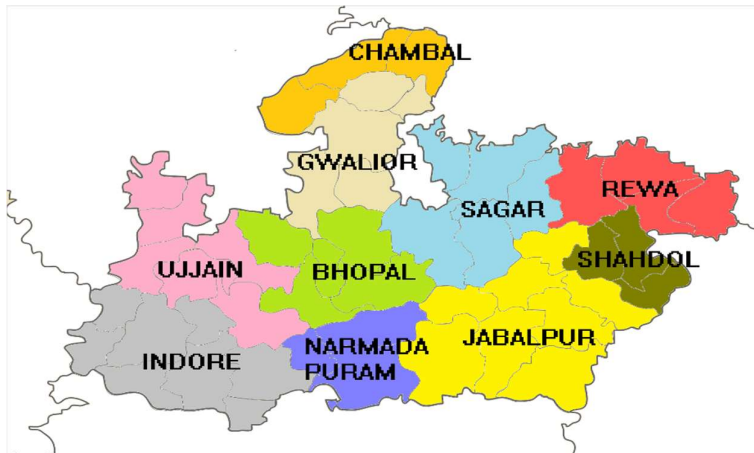 CHAMBAL
GWALIOR
REWA
SAGAR
UJJAIN
BHOPAL
SHAHDOL
INDORE
NARMADA
PURAM
JABALPUR